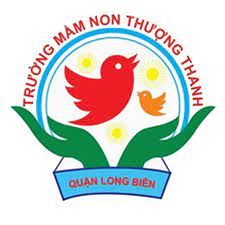 TRƯỜNG MẦM NON THƯỢNG THANH
QUẬN LONG BIÊN